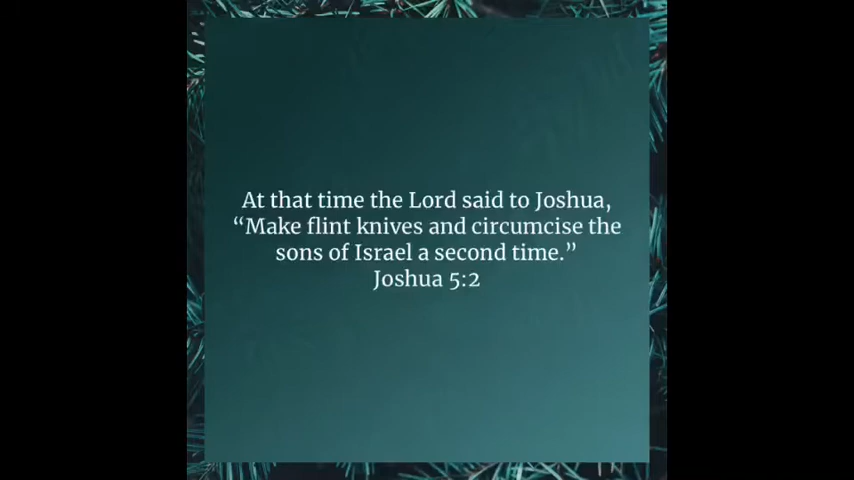 At that time the Lord said to Joshua,
“Make flint knives and circumcise the
sons of Israel a second time.”
Joshua 5:2